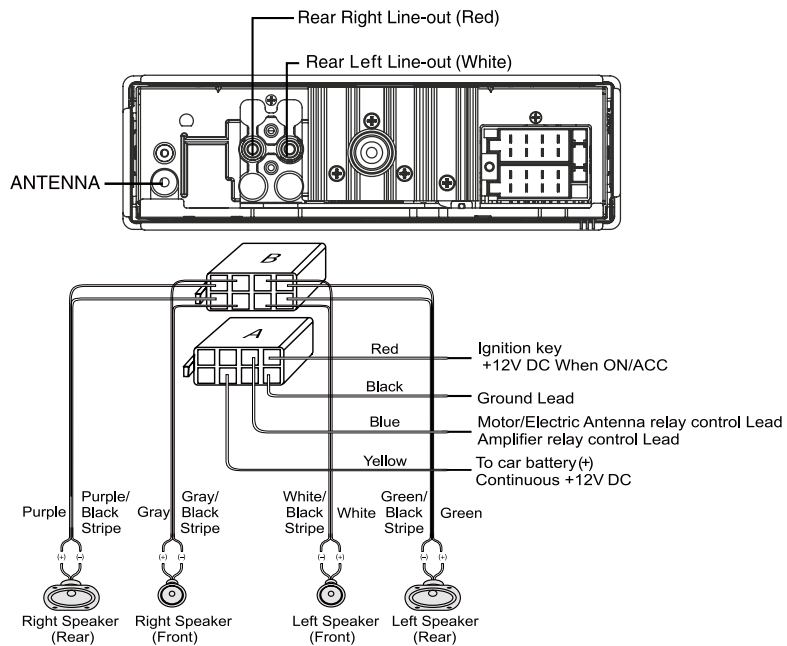 Rear Right Line-out (Red)
Rear Left Line-out (White)
ANTENNA
B
A
Red
Ignition key
+12V DC When ON/ACC
Black
Ground Lead
Blue
Motor/Electric Antenna relay control Lead
Amplifier relay control Lead
Yellow
To car battery(+)
Continuous +12V DC
Purple
Purple/
Black
Stripe
Gray
Gray/
Black
Stripe
White/
Black
Stripe
White
Green/
Black
Stripe
Green
(+) (-)
(+) (-)
(-) (+)
(-) (+)
Right Speaker
(Rear)
Right Speaker
(Front)
Left Speaker
(Front)
Left Speaker
(Rear)